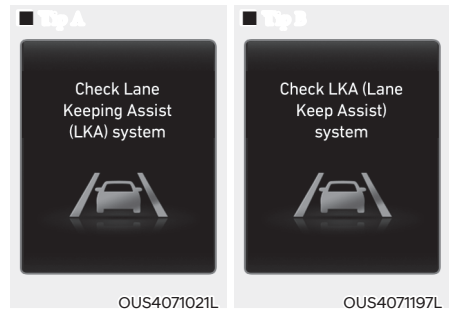 Check Lane
Keeping Assist
(LKA) system
OUS4071021L
Check LKA (Lane
Keep Assist)
system
OUS4071197L